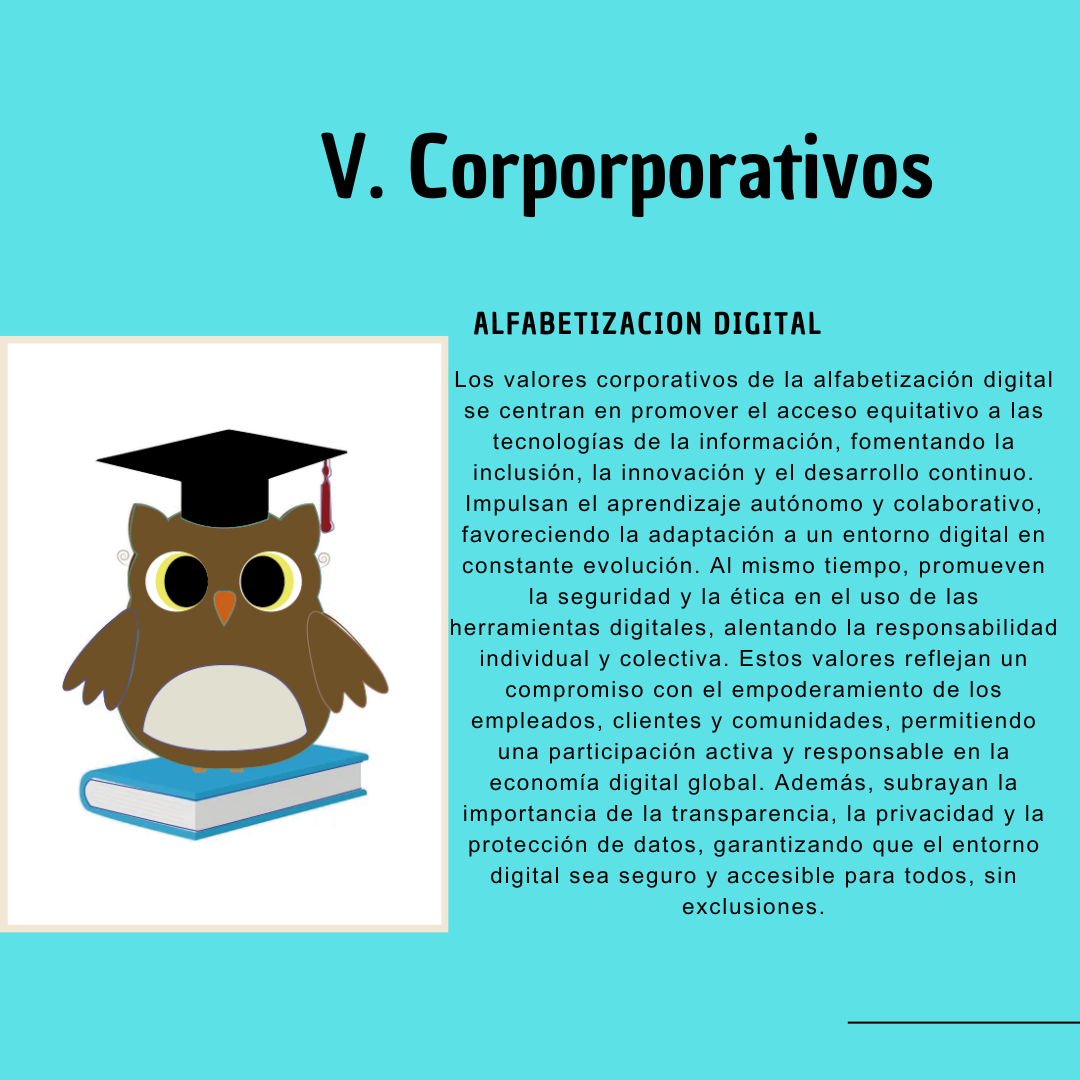 V. Corporporativos
ALFABETIZACION DIGITAL
Los valores corporativos de la alfabetización digital
se centran en promover el acceso equitativo a las
tecnologías de la información, fomentando la
inclusión, la innovación y el desarrollo continuo.
Impulsan el aprendizaje autónomo y colaborativo,
favoreciendo la adaptación a un entorno digital en
constante evolución. Al mismo tiempo, promueven
la seguridad y la ética en el uso de las
herramientas digitales, alentando la responsabilidad
individual y colectiva. Estos valores reflejan un
compromiso con el empoderamiento de los
empleados, clientes y comunidades, permitiendo
una participación activa y responsable en la
economía digital global. Además, subrayan la
importancia de la transparencia, la privacidad y la
protección de datos, garantizando que el entorno
digital sea seguro y accesible para todos, sin
exclusiones.